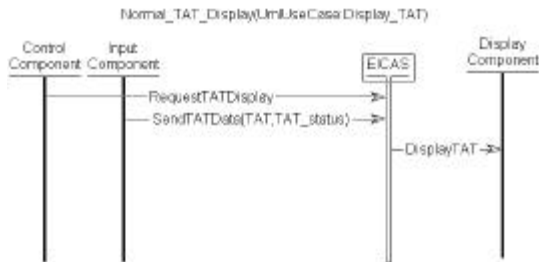 Normal_TAT_Display(UmlUseCase:Display_TAT)
Control Component
Input Component
EICAS
Display Component
RequestTATDisplay
SendTATData(TAT,TAT_status)
DisplayTAT